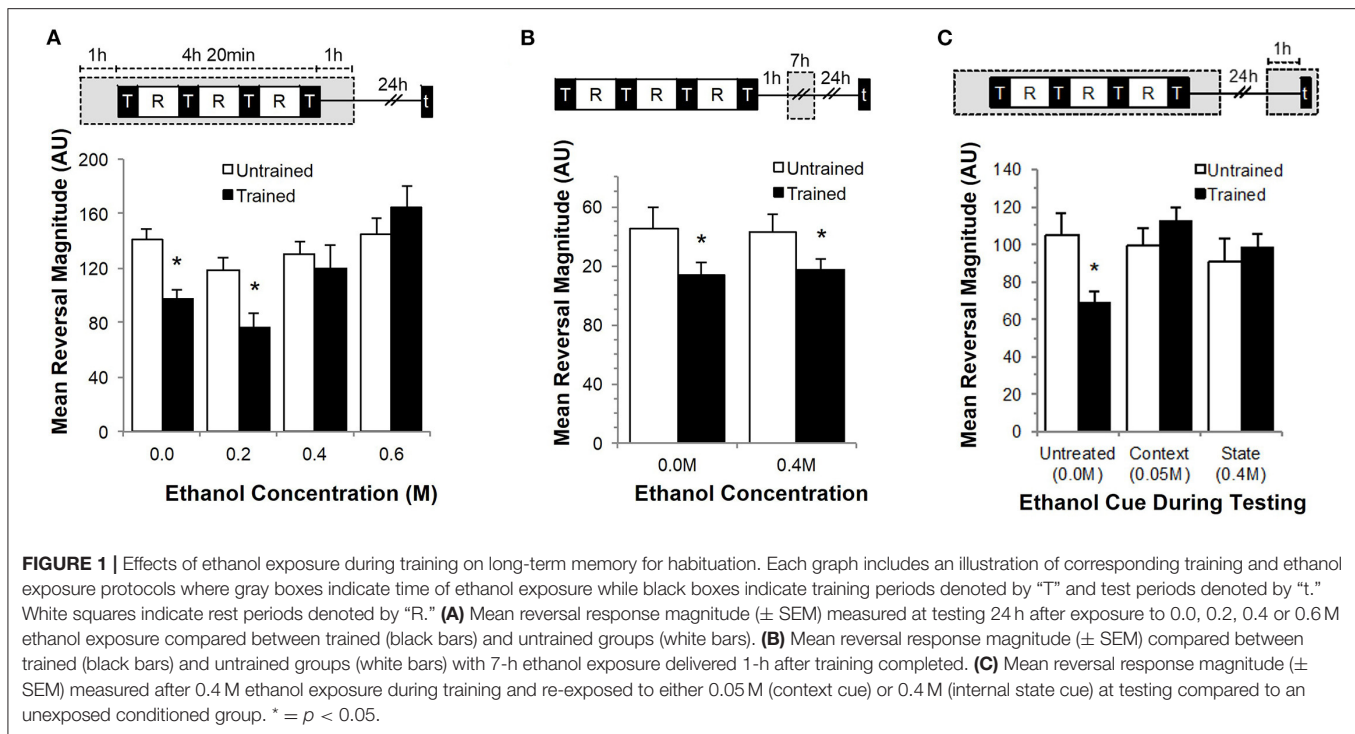 A
1h 4h 20min 1h
24h
T R T R T R T t
Mean Reversal Magnitude (AU)
200
160
120
80
40
0
Untrained
Trained
* *
0.0 0.2 0.4 0.6
Ethanol Concentration (M)
B
7h
1h 24h
T R T R T R T t
Mean Reversal Magnitude (AU)
60
20
0
Untrained
Trained
* *
0.0M 0.4M
Ethanol Concentration
C
1h
24h
T R T R T R T t
Mean Reversal Magnitude (AU)
140
120
100
80
60
40
20
0
Untrained
Trained
*
Untreated Context State
(0.0M) (0.05M) (0.4M)
Ethanol Cue During Testing
FIGURE 1 | Effects of ethanol exposure during training on long-term memory for habituation. Each graph includes an illustration of corresponding training and ethanol
exposure protocols where gray boxes indicate time of ethanol exposure while black boxes indicate training periods denoted by “T” and test periods denoted by “t.”
White squares indicate rest periods denoted by “R.” (A) Mean reversal response magnitude (± SEM) measured at testing 24 h after exposure to 0.0, 0.2, 0.4 or 0.6 M
ethanol exposure compared between trained (black bars) and untrained groups (white bars). (B) Mean reversal response magnitude (± SEM) compared between
trained (black bars) and untrained groups (white bars) with 7-h ethanol exposure delivered 1-h after training completed. (C) Mean reversal response magnitude (±
SEM) measured after 0.4 M ethanol exposure during training and re-exposed to either 0.05 M (context cue) or 0.4 M (internal state cue) at testing compared to an
unexposed conditioned group. * = p < 0.05.